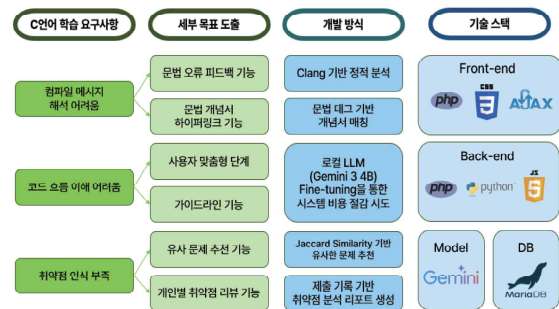 C언어 학습 요구사항
세부 목표 도출
개발 방식
기술 스택
컴파일 메시지
해석 어려움
문법 오류 피드백 기능
문법 개념서
하이퍼링크 기능
Clang 기반 정적 분석
문법 태그 기반
개념서 매칭
Front-end
php
CSS
3
AJAX
코드 흐름 이해 어려움
사용자 맞춤형 단계
가이드라인 기능
로컬 LLM
(Gemini 3 4B)
Fine-tuning을 통한
시스템 비용 절감 시도
Back-end
php
python
JS
5
취약점 인식 부족
유사 문제 추천 기능
개인별 취약점 리뷰 기능
Jaccard Similarity 기반
유사한 문제 추천
제출 기록 기반
취약점 분석 리포트 생성
Model
Gemini
DB
MariaDB